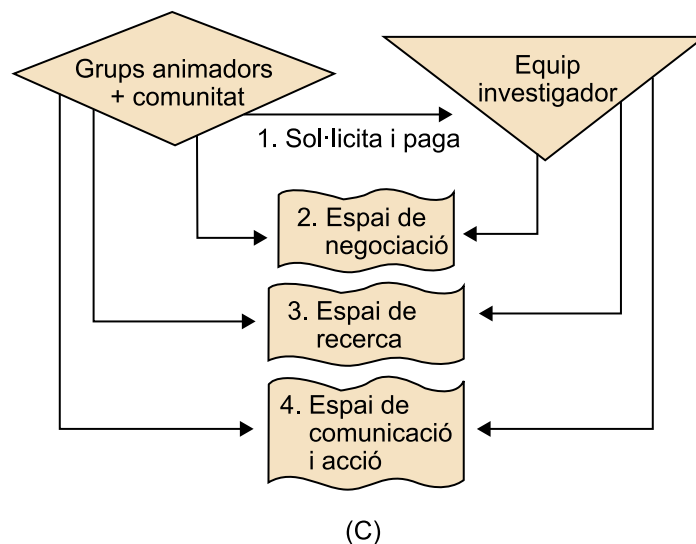 Grups animadors
+ comunitat
Equip
investigador
1. Sol·licita i paga
2. Espai de
negociació
3. Espai de
recerca
4. Espai de
comunicació
i acció
(C)